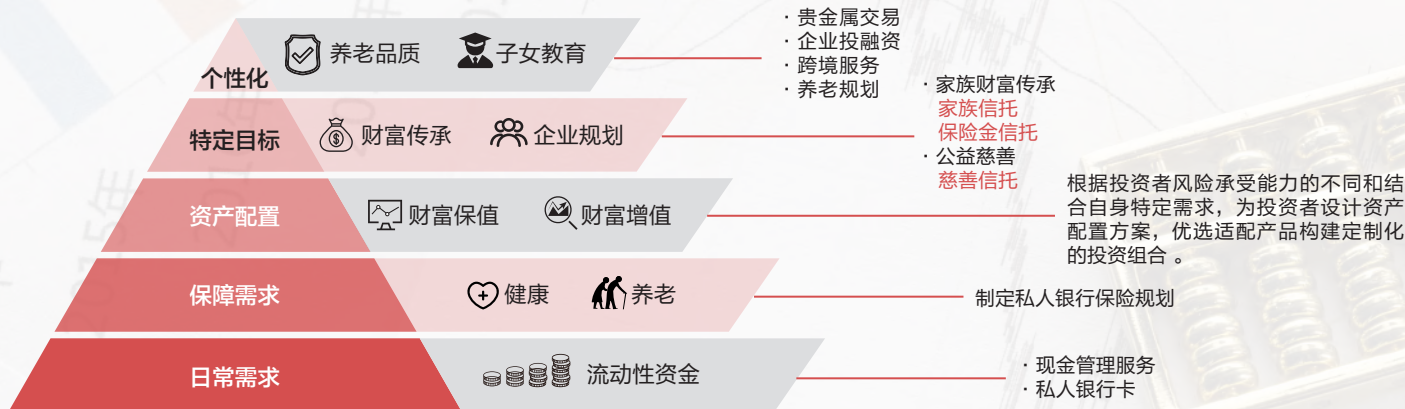 养老品质
子女教育
个性化
· 贵金属交易
· 企业投融资
· 跨境服务
· 养老规划
特定目标
财富传承
企业规划
· 家族财富传承
家族信托
保险金信托
· 公益慈善
慈善信托
资产配置
财富保值
财富增值
根据投资者风险承受能力的不同和结
合自身特定需求，为投资者设计资产
配置方案，优选适配产品构建定制化
的投资组合 。
保障需求
健康
养老
制定私人银行保险规划
日常需求
流动性资金
· 现金管理服务
· 私人银行卡
2015年